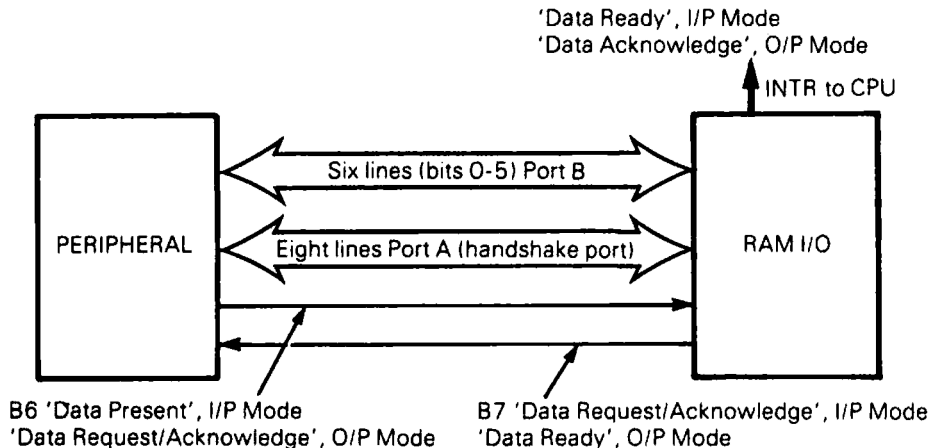 'Data Ready', I/P Mode
'Data Acknowledge', O/P Mode
INTR to CPU
Six lines (bits 0-5) Port B
PERIPHERAL
Eight lines Port A (handshake port)
RAM I/O
B6 'Data Present', I/P Mode
'Data Request/Acknowledge', O/P Mode
B7 'Data Request/Acknowledge', I/P Mode
'Data Ready', O/P Mode